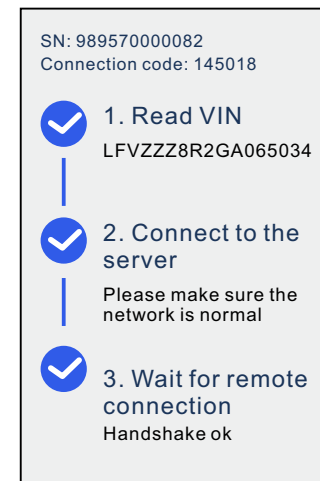 SN: 989570000082
Connection code: 145018
1. Read VIN
LFVZZZ8R2GA065034
2. Connect to the
server
Please make sure the
network is normal
3. Wait for remote
connection
Handshake ok